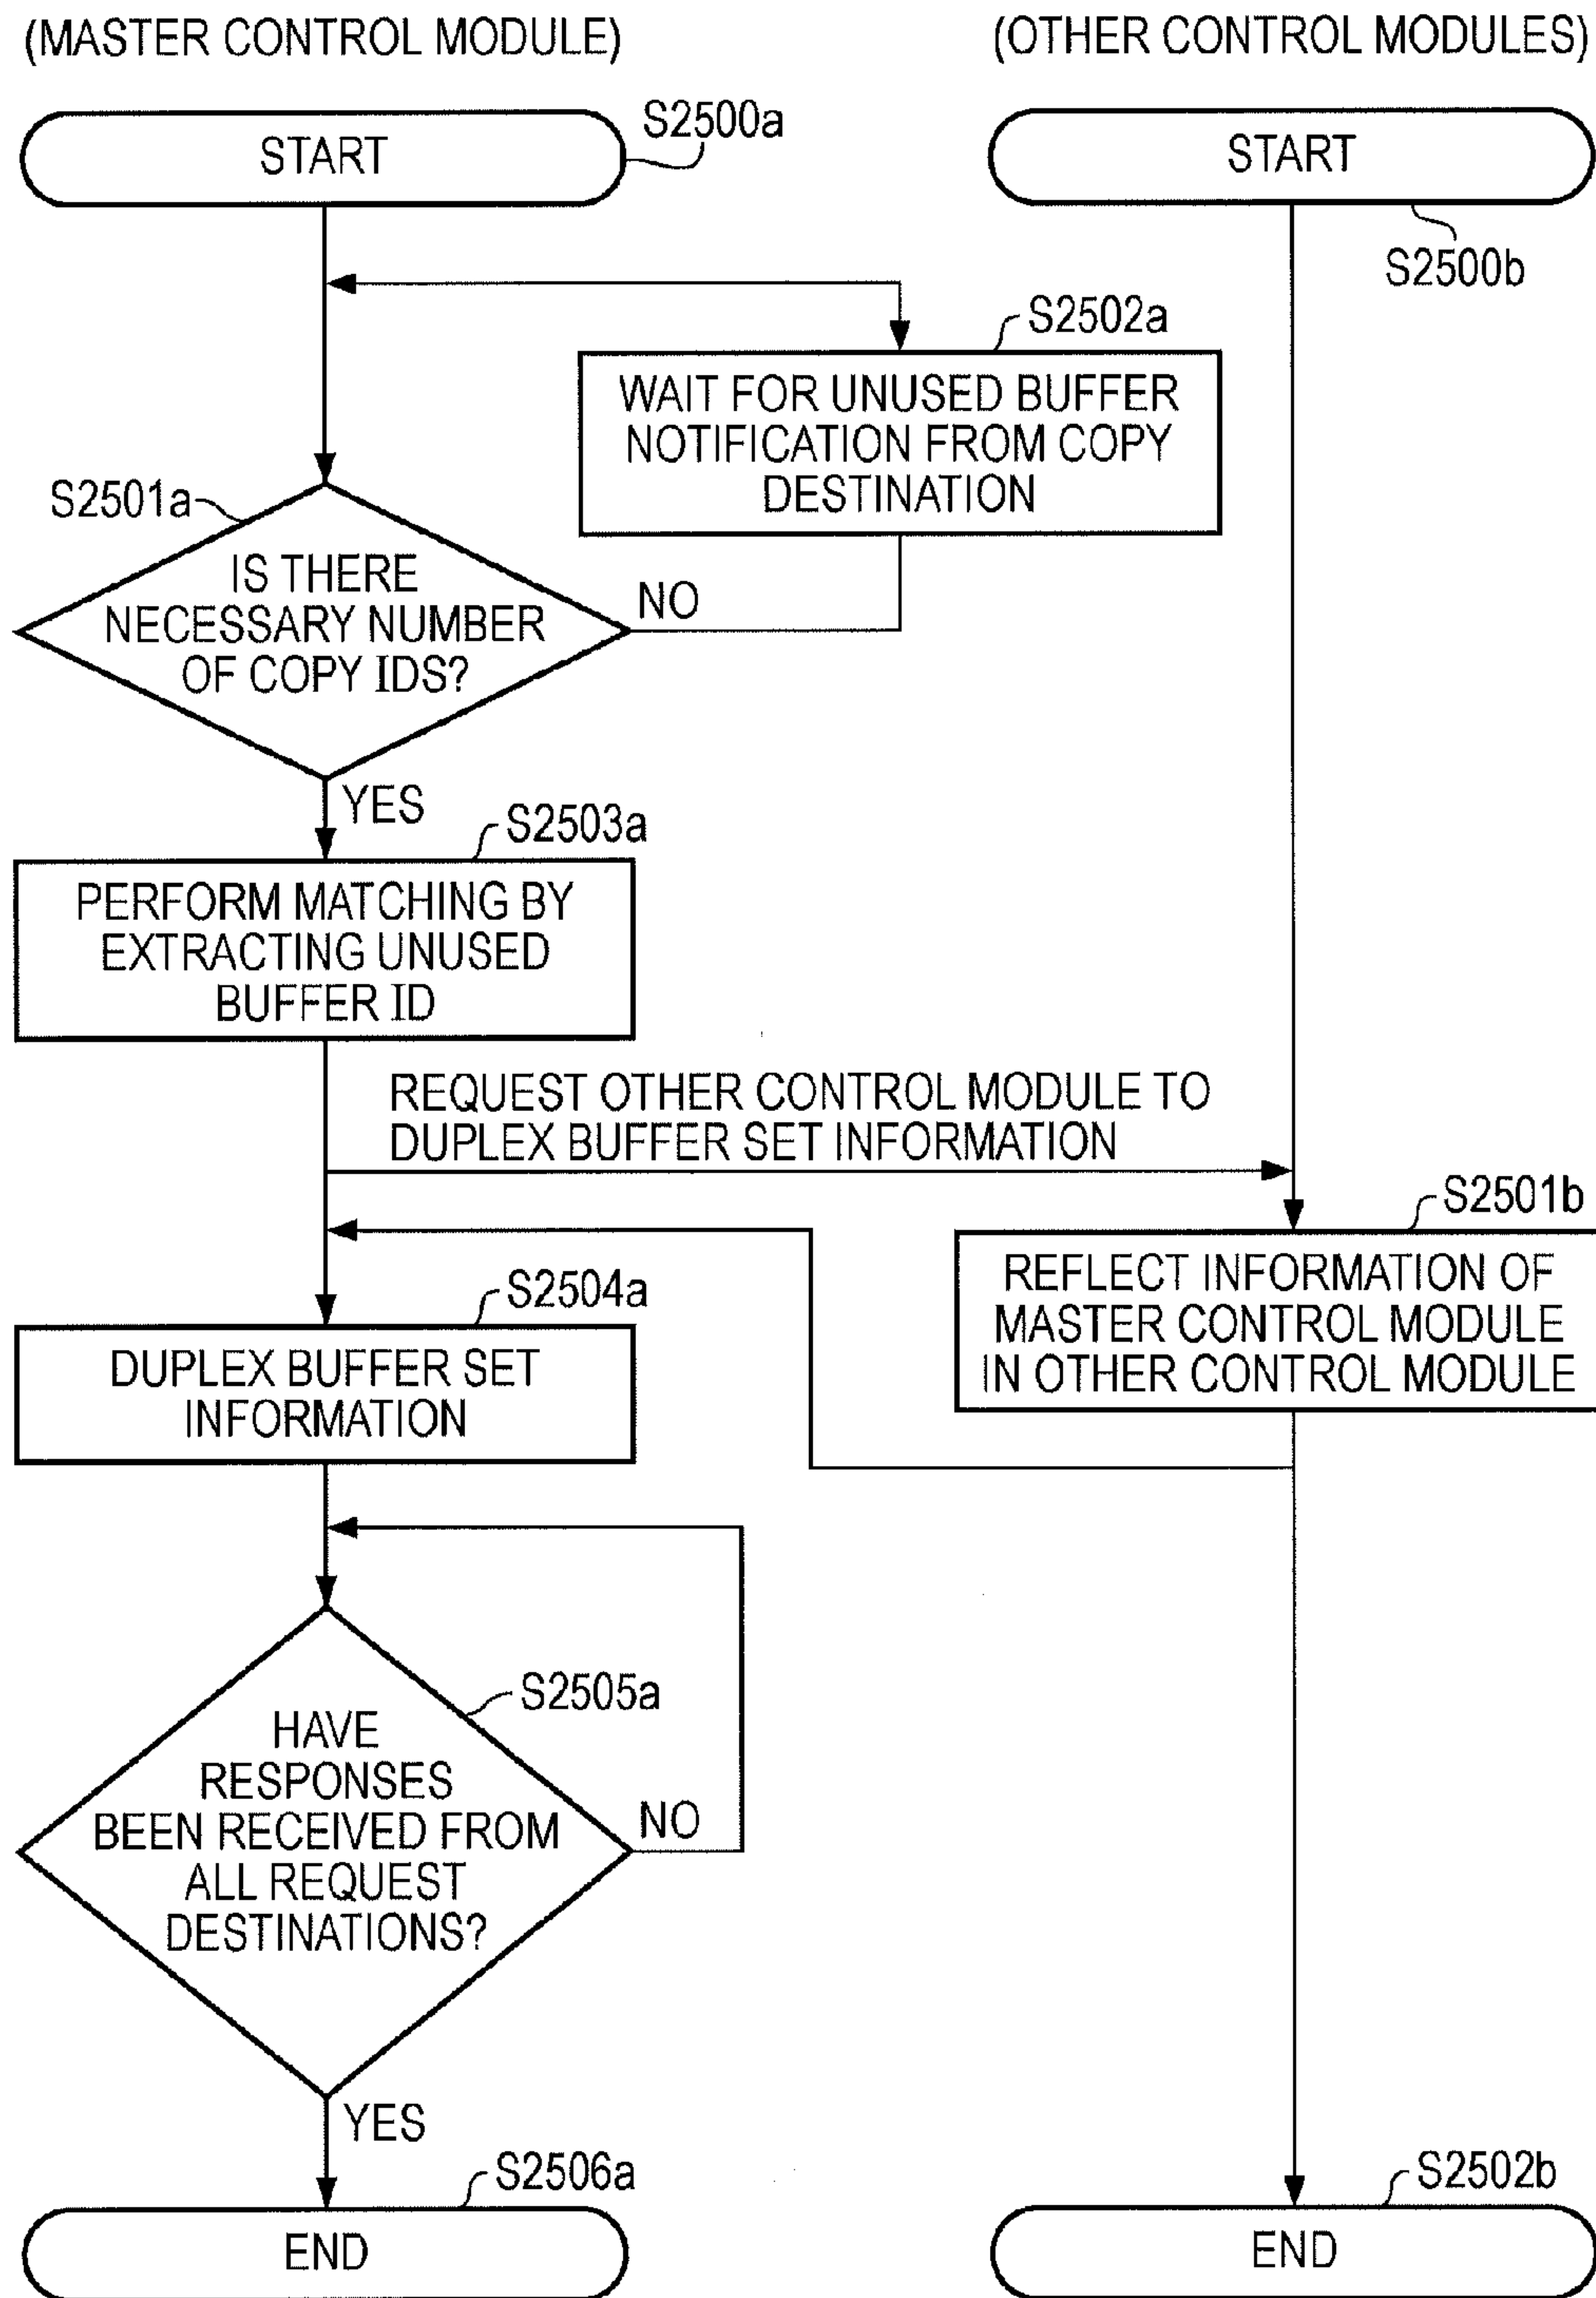 (MASTER CONTROL MODULE)
(OTHER CONTROL MODULES)
START
S2500a
START
S2500b
S2502a
WAIT FOR UNUSED BUFFER
NOTIFICATION FROM COPY
DESTINATION
S2501a
IS THERE
NECESSARY NUMBER
OF COPY IDS?
NO
YES
S2503a
PERFORM MATCHING BY
EXTRACTING UNUSED
BUFFER ID
REQUEST OTHER CONTROL MODULE TO
DUPLEX BUFFER SET INFORMATION
S2501b
REFLECT INFORMATION OF
MASTER CONTROL MODULE
IN OTHER CONTROL MODULE
S2504a
DUPLEX BUFFER SET
INFORMATION
S2505a
HAVE
RESPONSES
BEEN RECEIVED FROM
ALL REQUEST
DESTINATIONS?
NO
YES
S2506a
END
S2502b
END